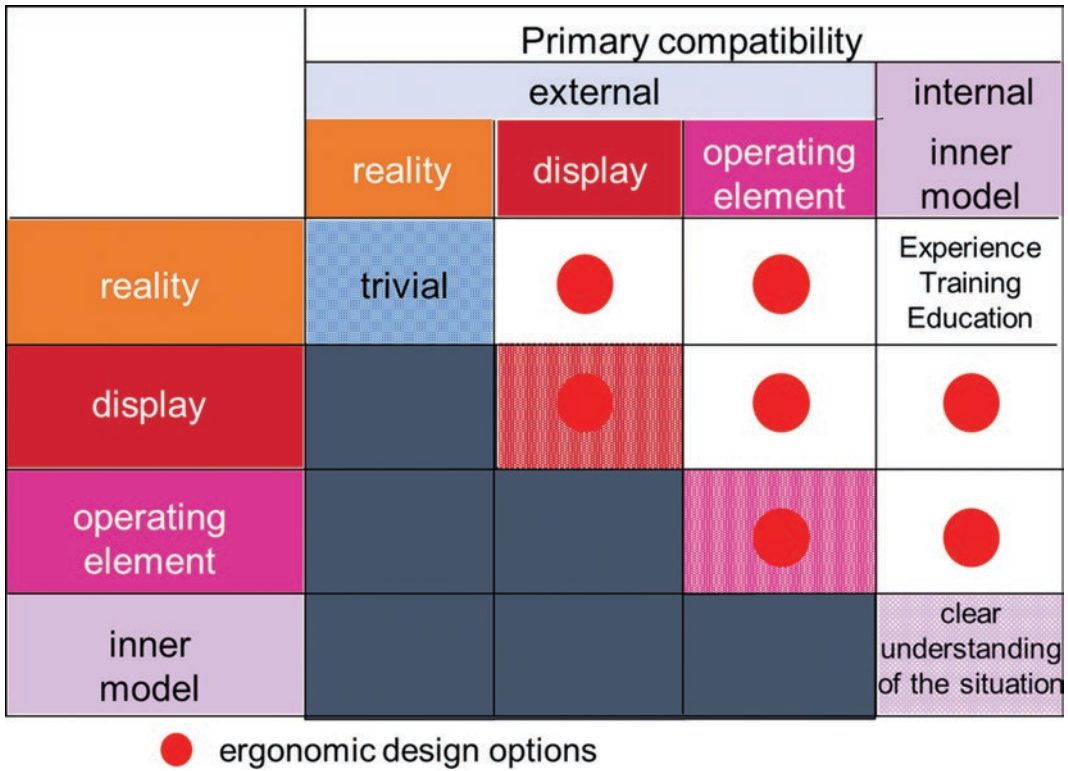 Primary compatibility
external
internal
reality
display
operating
element
inner
model
reality
trivial
Experience
Training
Education
display
operating
element
inner
model
clear
understanding
of the situation
ergonomic design options